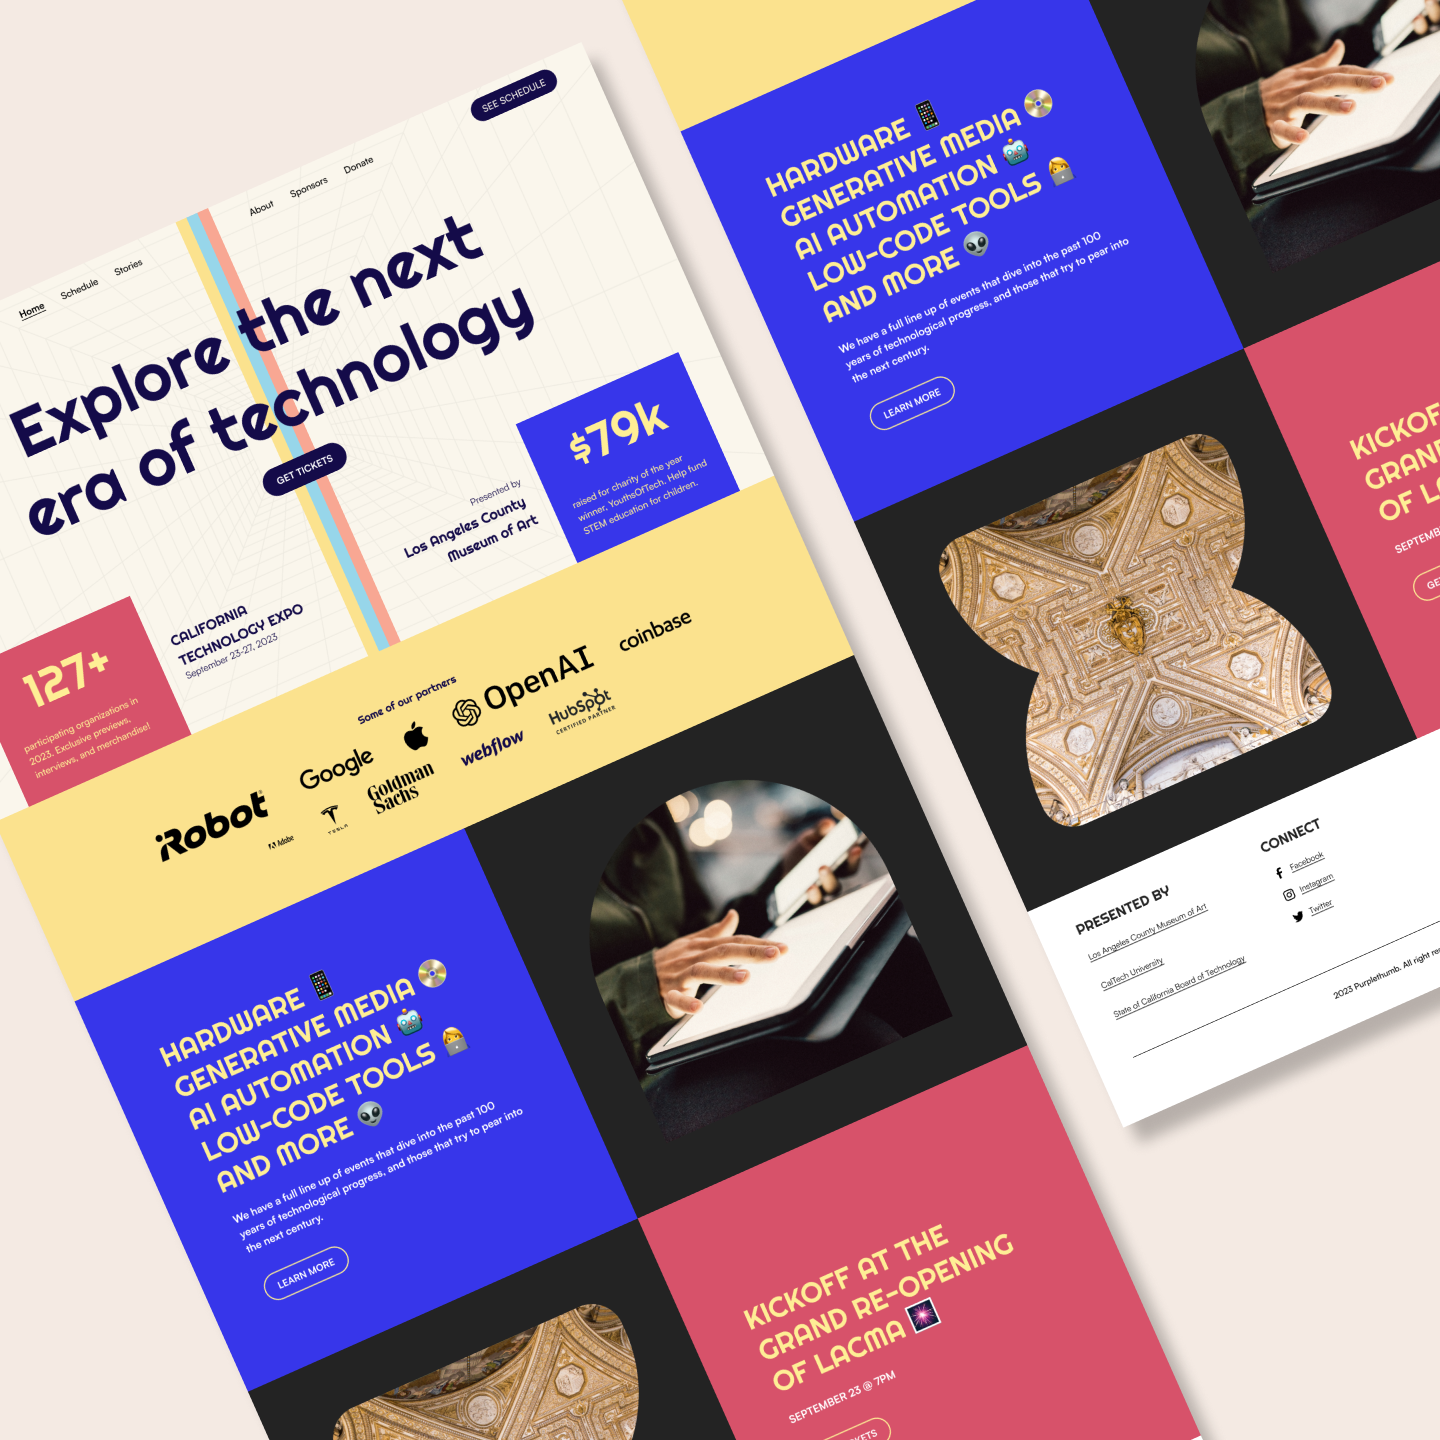 SEE SCHEDULE
Home
Schedule
Stories
About
Sponsors
Donate
Explore the next
era of technology
GET TICKETS
$79k
raised for charity of the year
winner, YouthsOfTech. Help fund
STEM education for children.
Presented by
Los Angeles County
Museum of Art
CALIFORNIA
TECHNOLOGY EXPO
September 23-27, 2023
127+
participating organizations in
2023. Exclusive previews,
interviews, and merchandise!
Some of our partners
iRobot
Google
OpenAI
coinbase
Adobe
TESLA
Goldman
Sachs
webflow
HubSpot
CERTIFIED PARTNER
HARDWARE 📱
GENERATIVE MEDIA 📀
AI AUTOMATION 🤖
LOW-CODE TOOLS 🧑‍💻
AND MORE 👽
We have a full line up of events that dive into the past 100
years of technological progress, and those that try to pear into
the next century.
LEARN MORE
KICKOFF AT THE
GRAND RE-OPENING
OF LACMA 🎆
SEPTEMBER 23 @ 7PM
KETS
HARDWARE 📱
GENERATIVE MEDIA 📀
AI AUTOMATION 🤖
LOW-CODE TOOLS 🧑‍💻
AND MORE 👽
We have a full line up of events that dive into the past 100
years of technological progress, and those that try to pear into
the next century.
LEARN MORE
KICKOF
GRAN
OF LA
SEPTEMB
GE
PRESENTED BY
Los Angeles County Museum of Art
CalTech University
State of California Board of Technology
CONNECT
Facebook
Instagram
Twitter
2023 Purplethumb. All right res